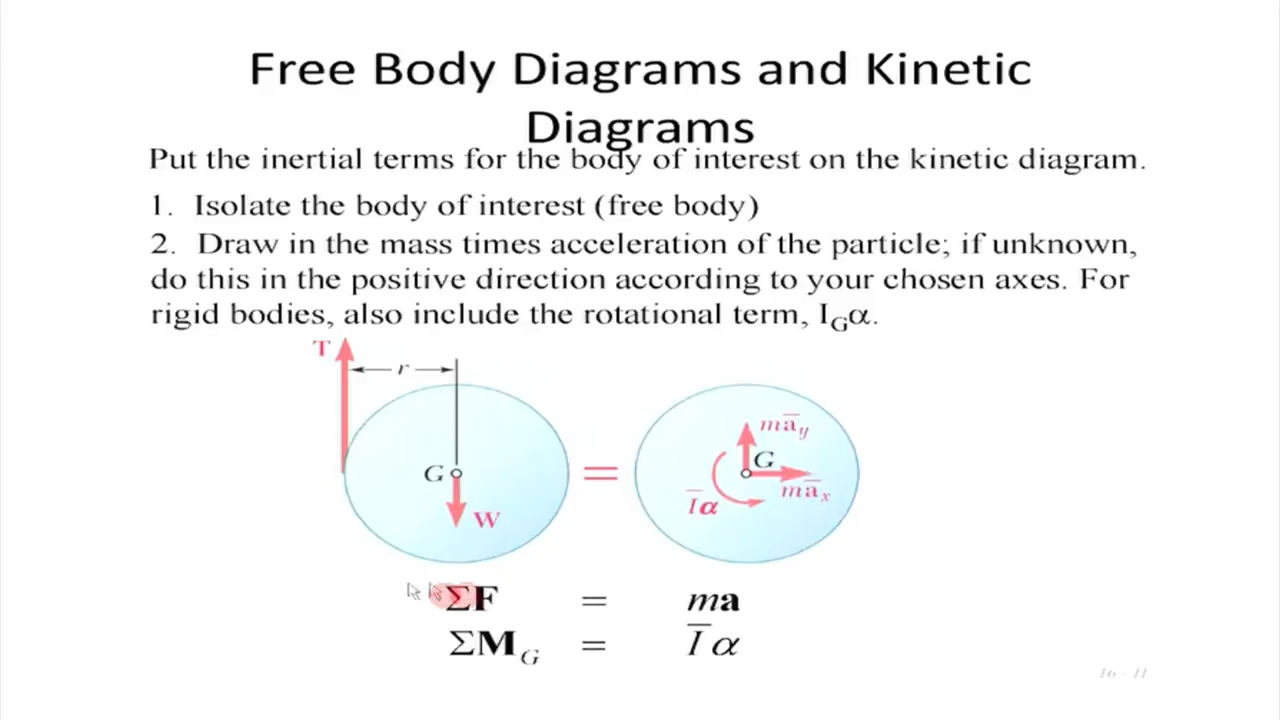 Free Body Diagrams and Kinetic
Diagrams
Put the inertial terms for the body of interest on the kinetic diagram.
1. Isolate the body of interest (free body)
2. Draw in the mass times acceleration of the particle; if unknown,
do this in the positive direction according to your chosen axes. For
rigid bodies, also include the rotational term, I_Gα.
T
r
G
W
=
ma̅_y
G
ma̅_x
I̅α
ΣF = ma
ΣM_G = I̅α
16 - 11